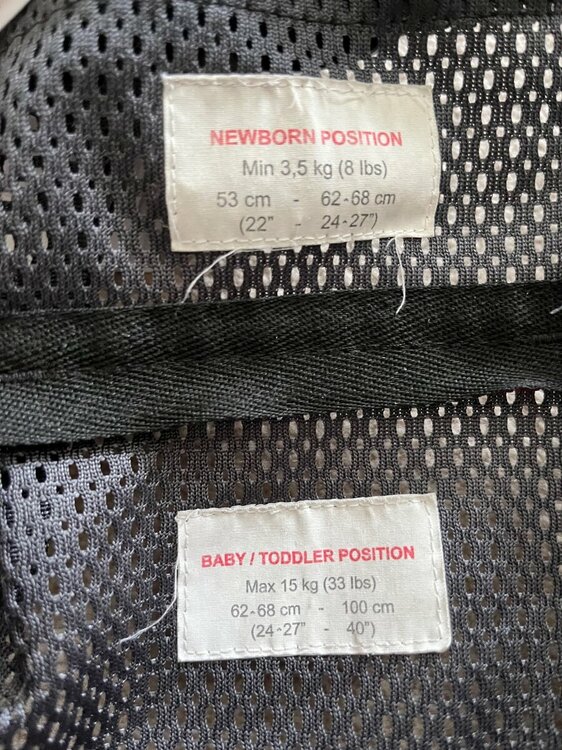 NEWBORN POSITION
Min 3,5 kg (8 lbs)
53 cm - 62-68 cm
(22" - 24-27")
BABY / TODDLER POSITION
Max 15 kg (33 lbs)
62-68 cm - 100 cm
(24-27" - 40")